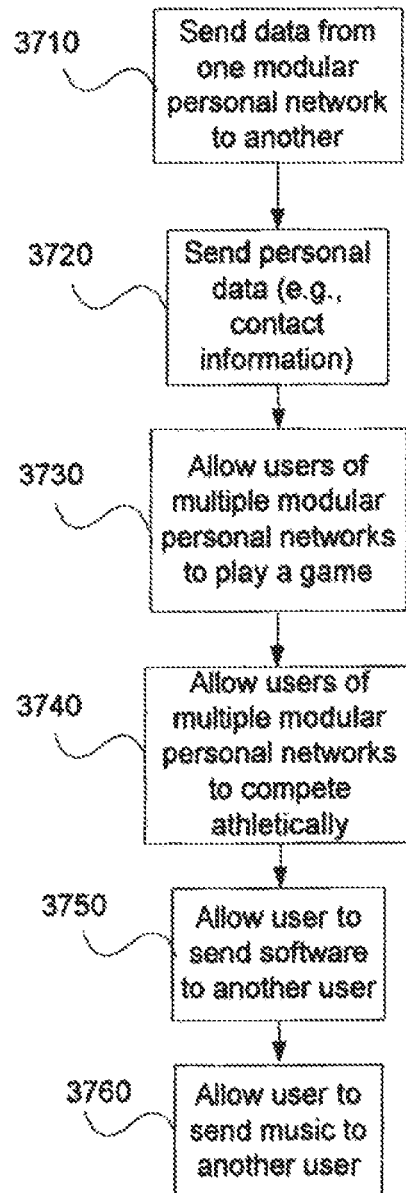 3710
Send data from
one modular
personal network
to another
3720
Send personal
data (e.g.,
contact
information)
3730
Allow users of
multiple modular
personal networks
to play a game
3740
Allow users of
multiple modular
personal networks
to compete
athletically
3750
Allow user to
send software
to another user
3760
Allow user to
send music to
another user